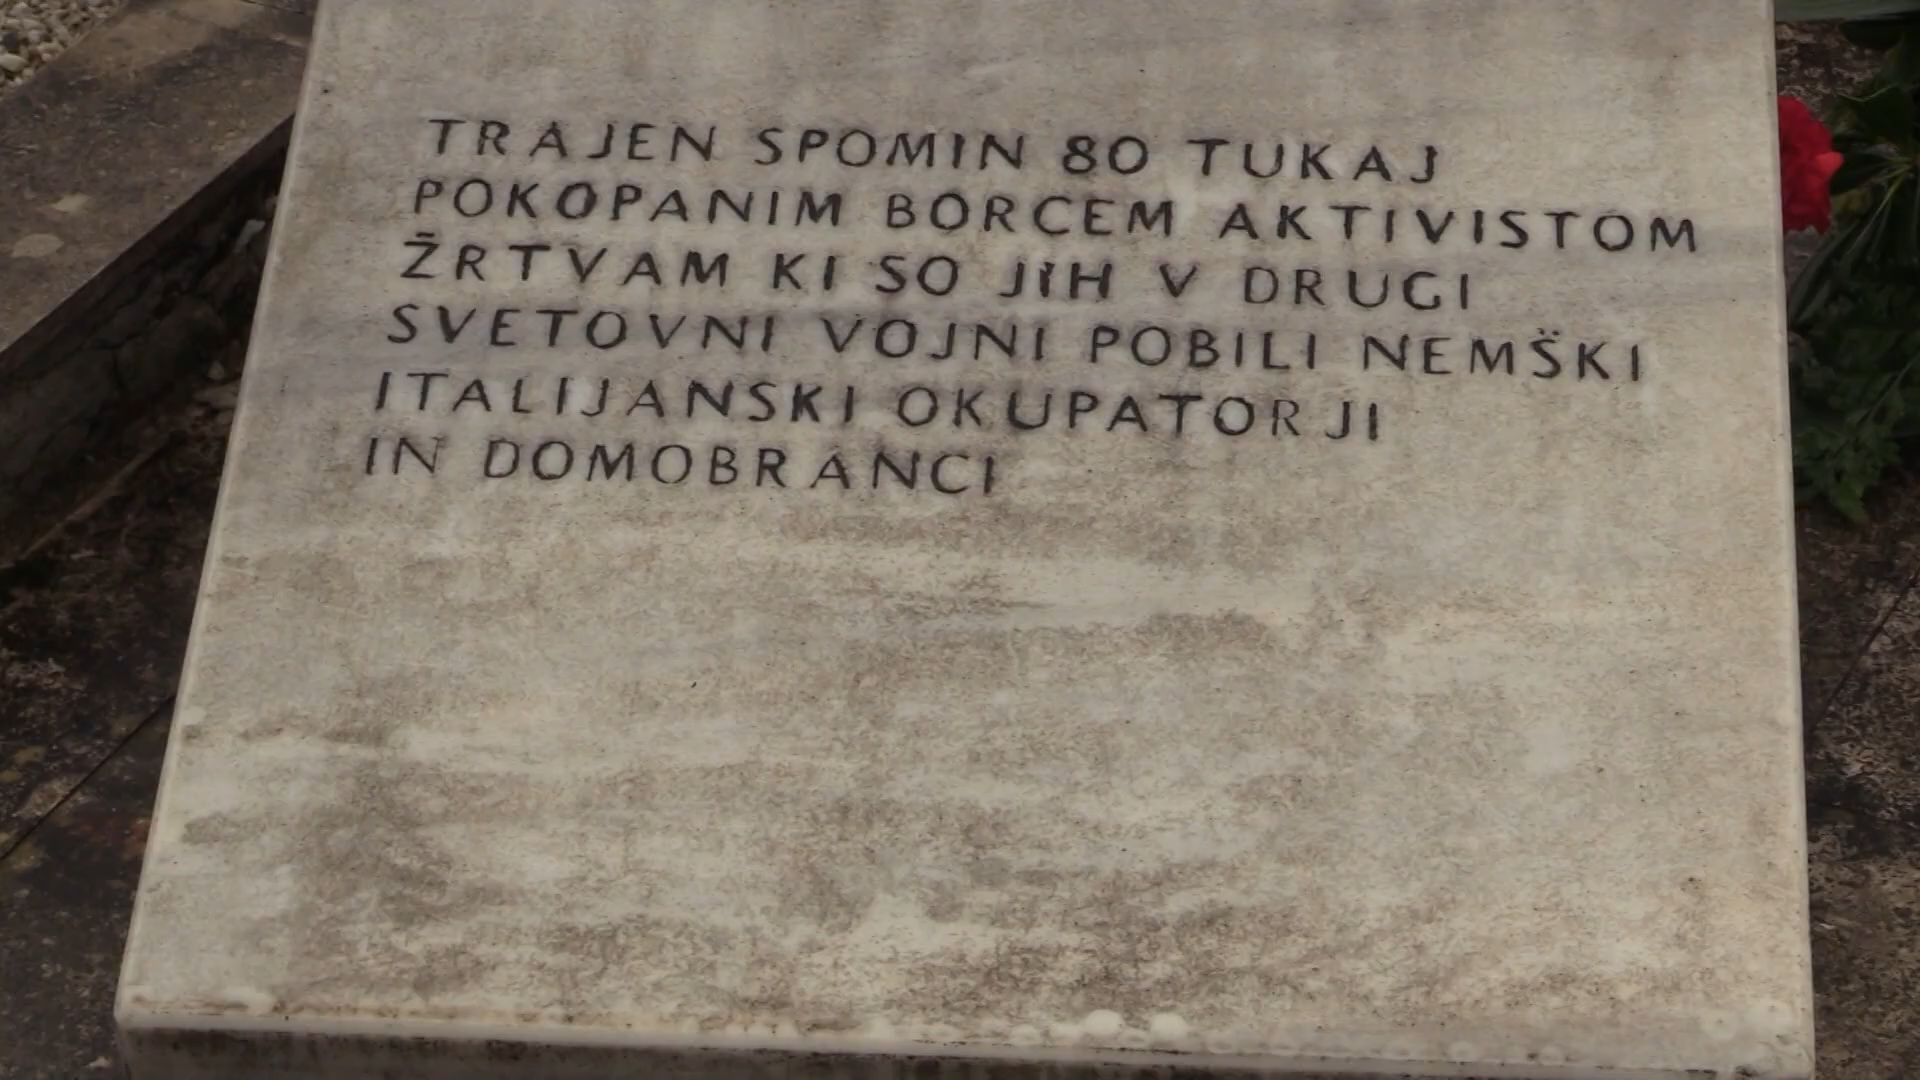 TRAJEN SPOMIN 80 TUKAJ
POKOPANIM BORCEM AKTIVISTOM
ŽRTVAM KI SO JIH V DRUGI
SVETOVNI VOJNI POBILI NEMŠKI
ITALIJANSKI OKUPATORJI
IN DOMOBRANCI